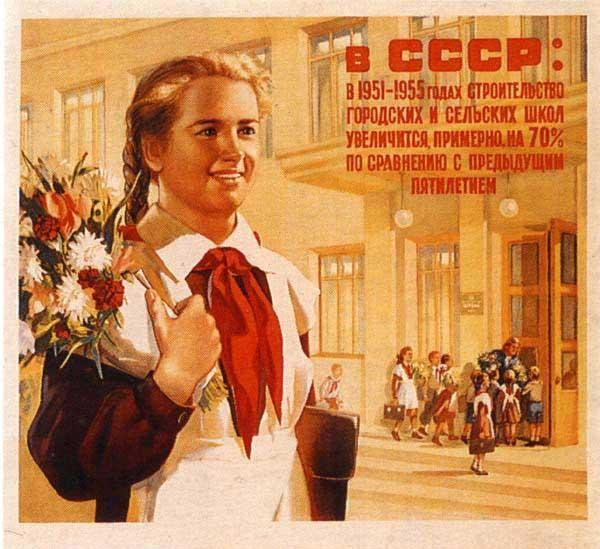 В СССР:
В 1951-1955 ГОДАХ СТРОИТЕЛЬСТВО
ГОРОДСКИХ И СЕЛЬСКИХ ШКОЛ
УВЕЛИЧИТСЯ, ПРИМЕРНО, НА 70%
ПО СРАВНЕНИЮ С ПРЕДЫДУЩИМ
ПЯТИЛЕТИЕМ